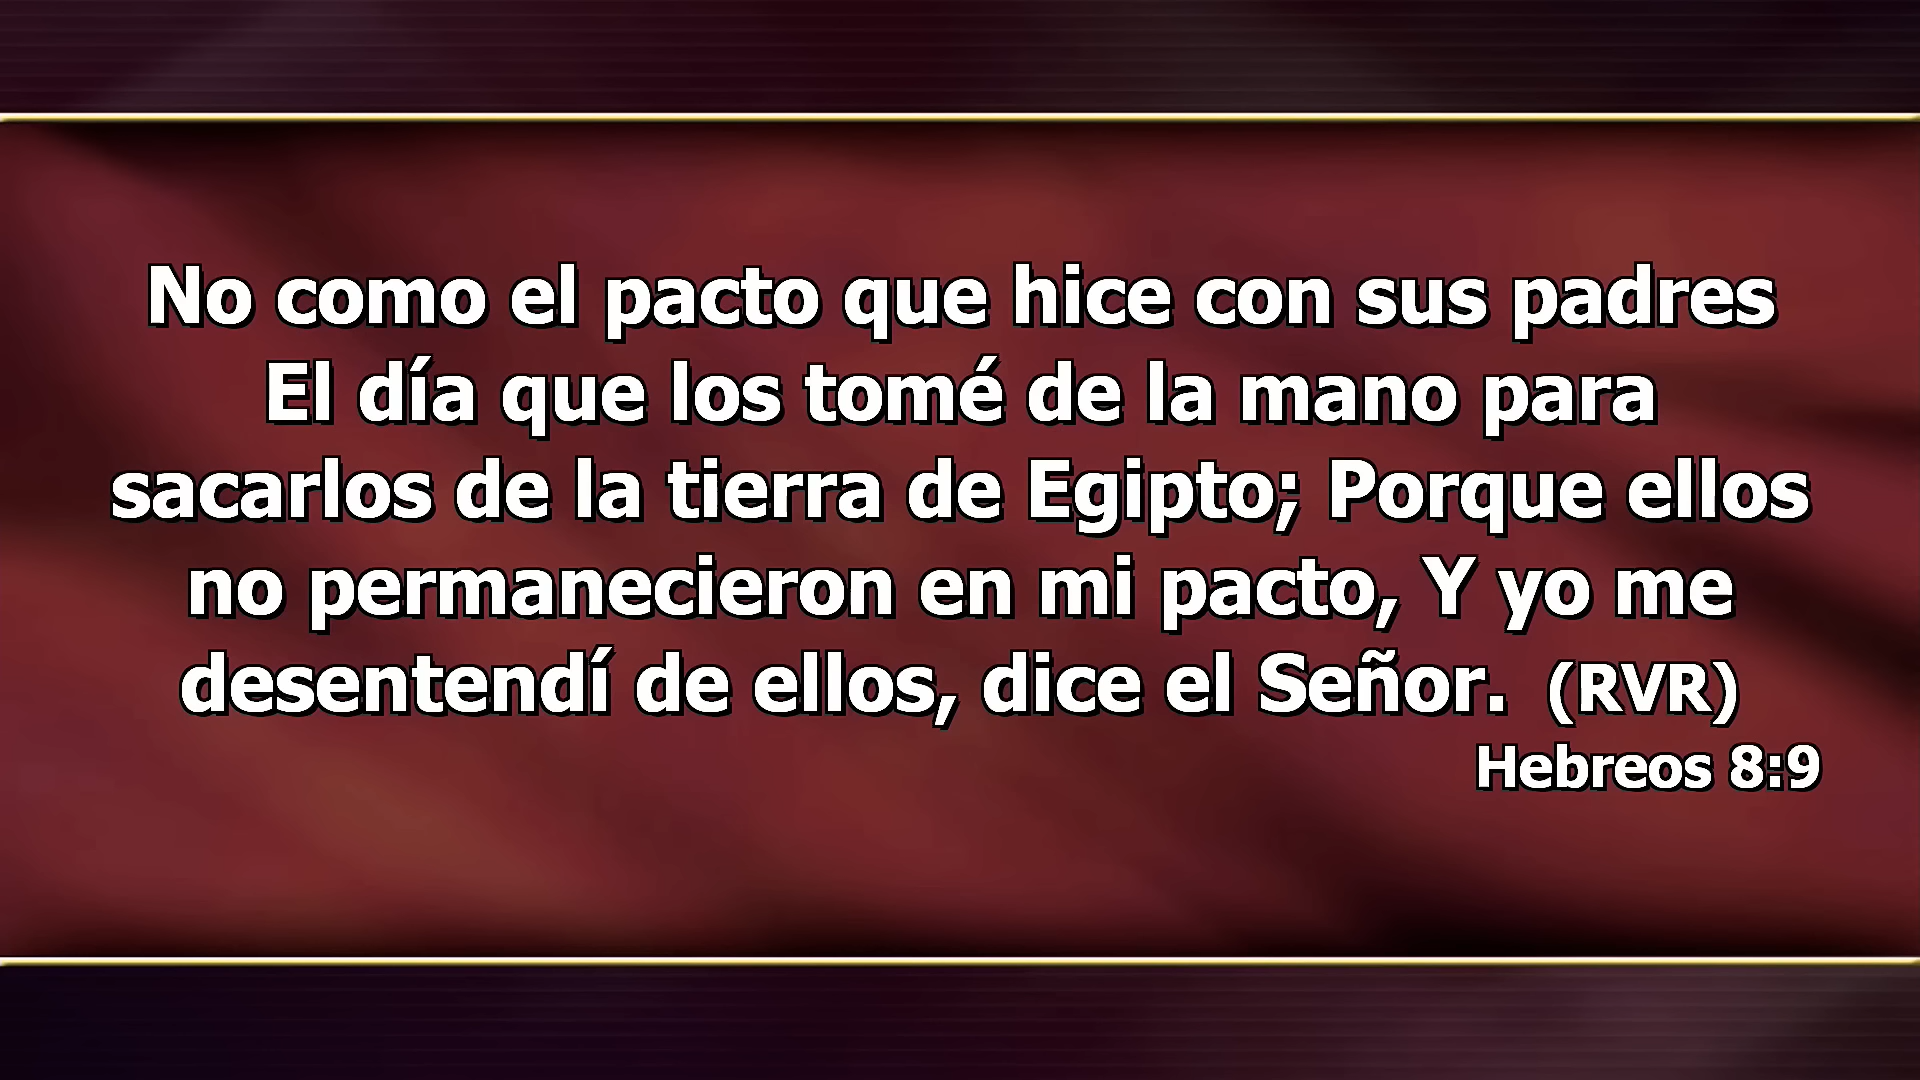 No como el pacto que hice con sus padres
El día que los tomé de la mano para
sacarlos de la tierra de Egipto; Porque ellos
no permanecieron en mi pacto, Y yo me
desentendí de ellos, dice el Señor. (RVR)
Hebreos 8:9